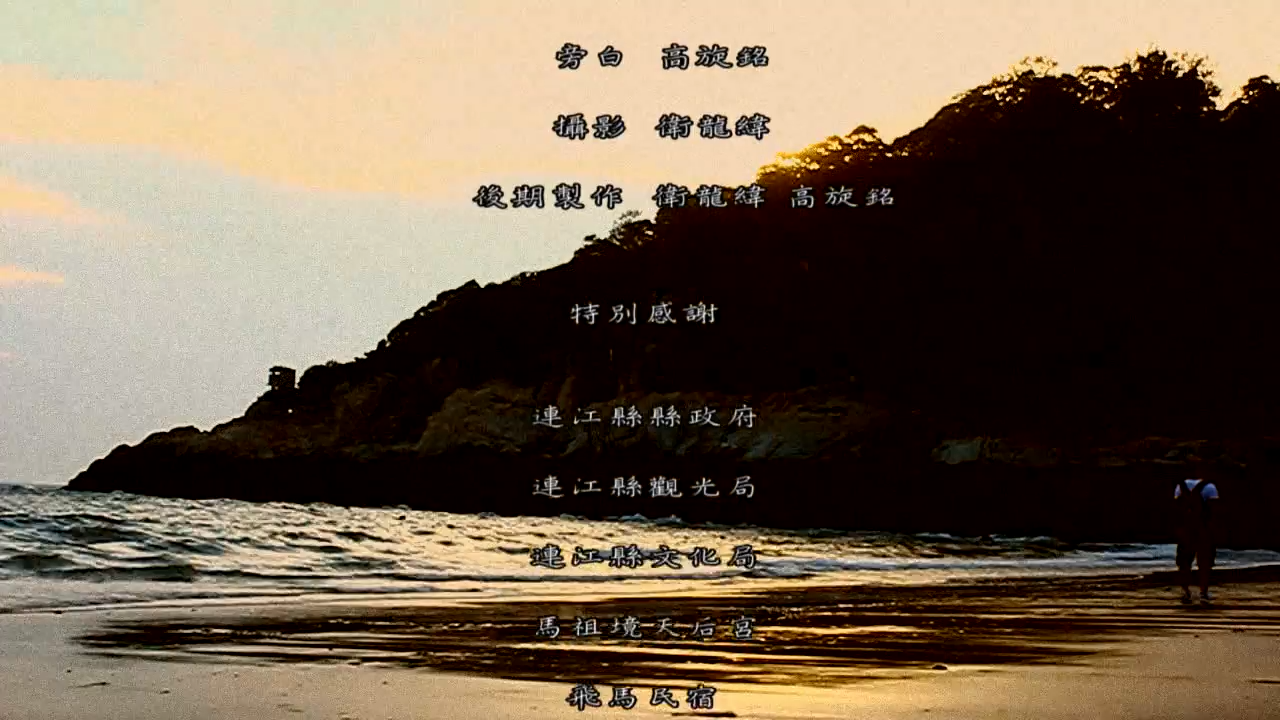 旁白 高旋銘
攝影 衛龍緯
後期製作 衛龍緯 高旋銘
特別感謝
連江縣縣政府
連江縣觀光局
連江縣文化局
馬祖境天后宮
飛馬民宿